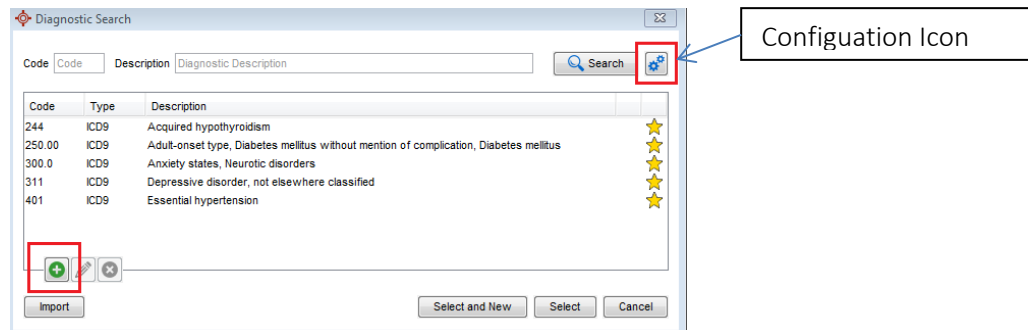 Diagnostic Search
Configuation Icon
Code Code Description Diagnostic Description Search
Code Type Description
244 ICD9 Acquired hypothyroidism
250.00 ICD9 Adult-onset type, Diabetes mellitus without mention of complication, Diabetes mellitus
300.0 ICD9 Anxiety states, Neurotic disorders
311 ICD9 Depressive disorder, not elsewhere classified
401 ICD9 Essential hypertension
Import Select and New Select Cancel